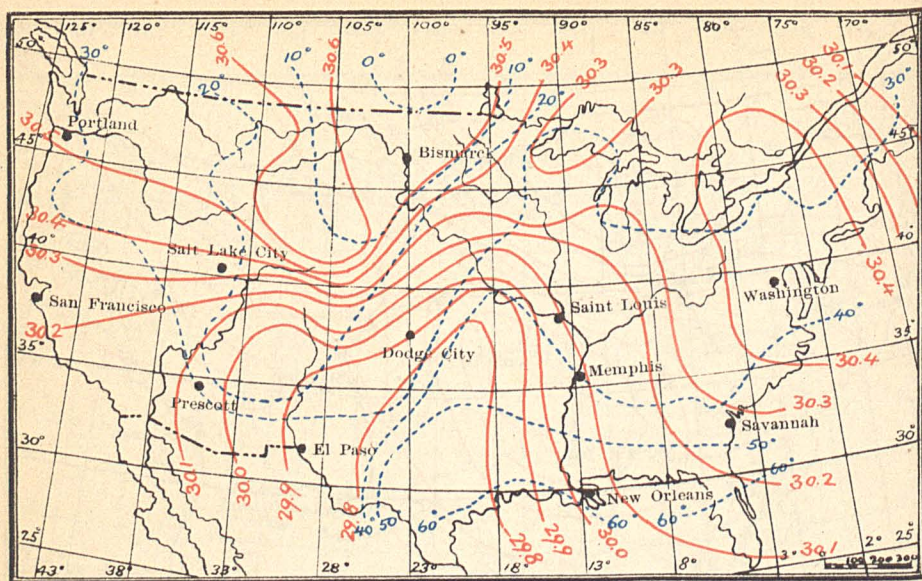 125° 120° 115° 110° 105° 100° 95° 90° 85° 80° 75° 70°
50° 30° 30.6 10° 30.6 0° 0° 30.5 10° 30.4 30.3 20° 30.3 30.3 30.2 30.1 30° 50°
20°
Portland
45° 45°
Bismarck
30.4
40° 40°
30.3 Salt Lake City 30.4
Washington
San Francisco Saint Louis
30.2 40°
35° Dodge City 35°
30.4
Prescott Memphis
30.3
Savannah
El Paso 50°
30° 30°
30.1 30.0 29.9 29.8 60° 30.2
40° 50° 60° New Orleans
29.8 29.9 30.0 60° 60°
25° 30.1 25°
43° 38° 33° 28° 23° 18° 13° 8° 3° 2°
100 200 300